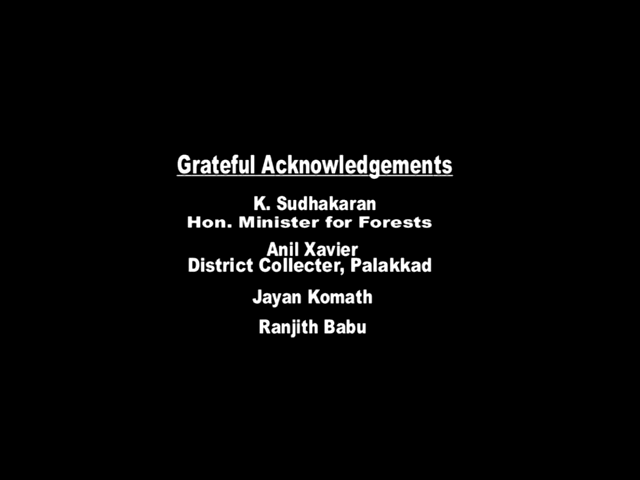 Grateful Acknowledgements
K. Sudhakaran
Hon. Minister for Forests
Anil Xavier
District Collecter, Palakkad
Jayan Komath
Ranjith Babu